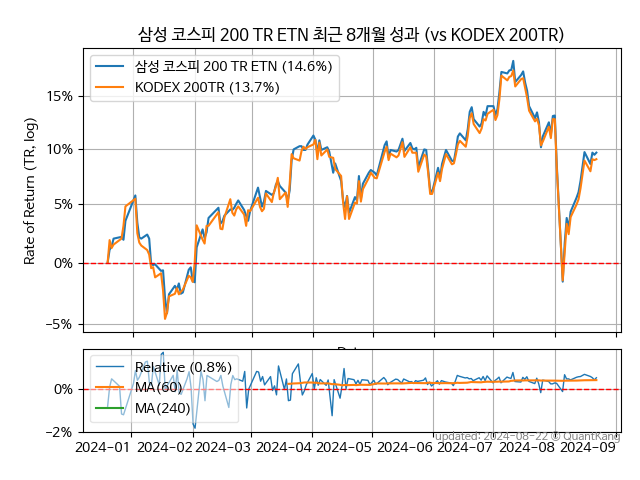 삼성 코스피 200 TR ETN 최근 8개월 성과 (vs KODEX 200TR)
삼성 코스피 200 TR ETN (14.6%)
KODEX 200TR (13.7%)
15%
10%
5%
0%
−5%
Rate of Return (TR, log)
Relative (0.8%)
MA(60)
MA(240)
0%
−2%
updated: 2024-08-22 © QuantKang
2024−01 2024−02 2024−03 2024−04 2024−05 2024−06 2024−07 2024−08 2024−09